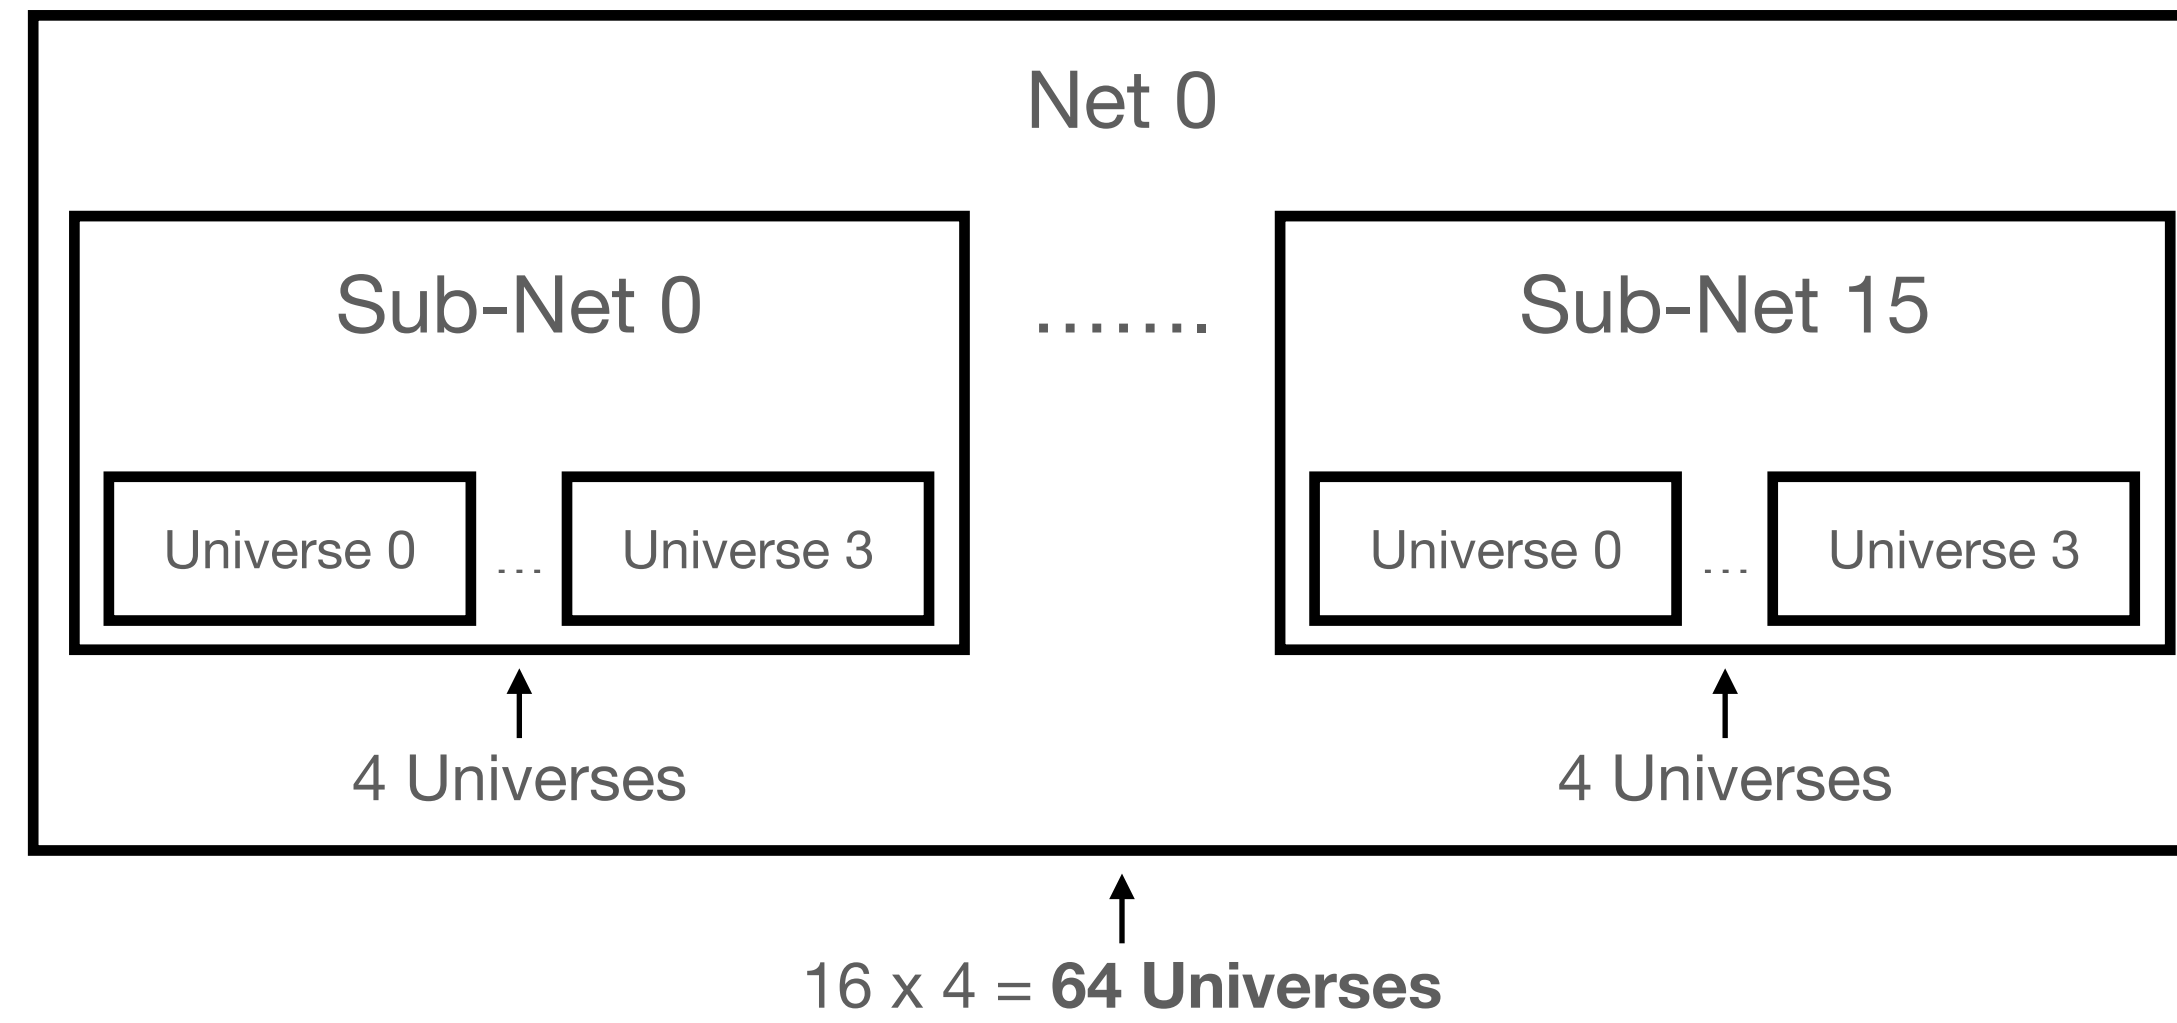 Net 0
Sub-Net 0 ....... Sub-Net 15
Universe 0 ... Universe 3 Universe 0 ... Universe 3
4 Universes 4 Universes
16 x 4 = 64 Universes